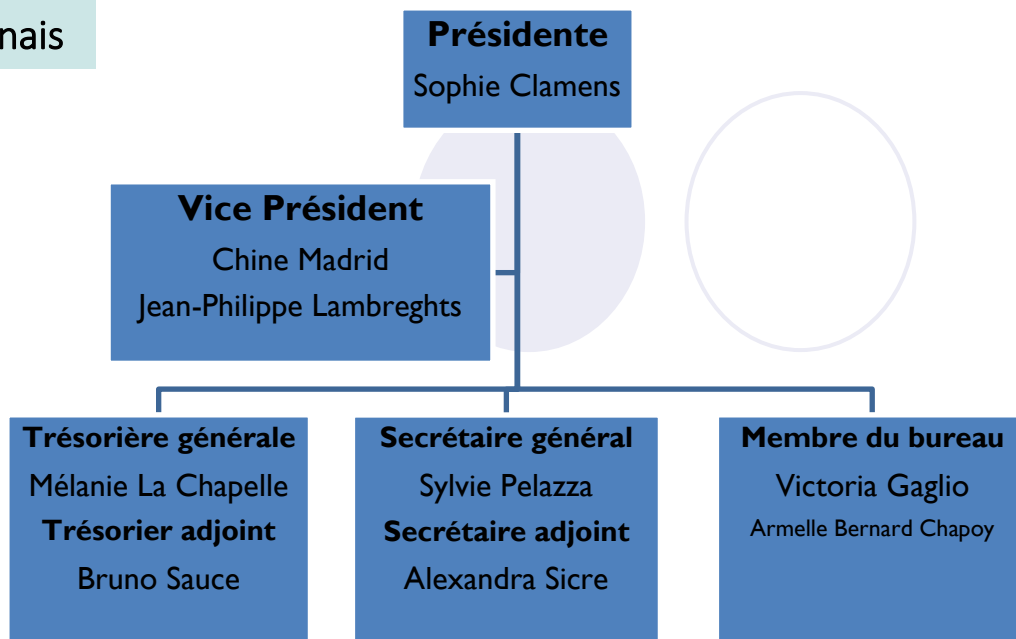 nais
Présidente
Sophie Clamens
Vice Président
Chine Madrid
Jean-Philippe Lambreghts
Trésorière générale
Mélanie La Chapelle
Trésorier adjoint
Bruno Sauce
Secrétaire général
Sylvie Pelazza
Secrétaire adjoint
Alexandra Sicre
Membre du bureau
Victoria Gaglio
Armelle Bernard Chapoy